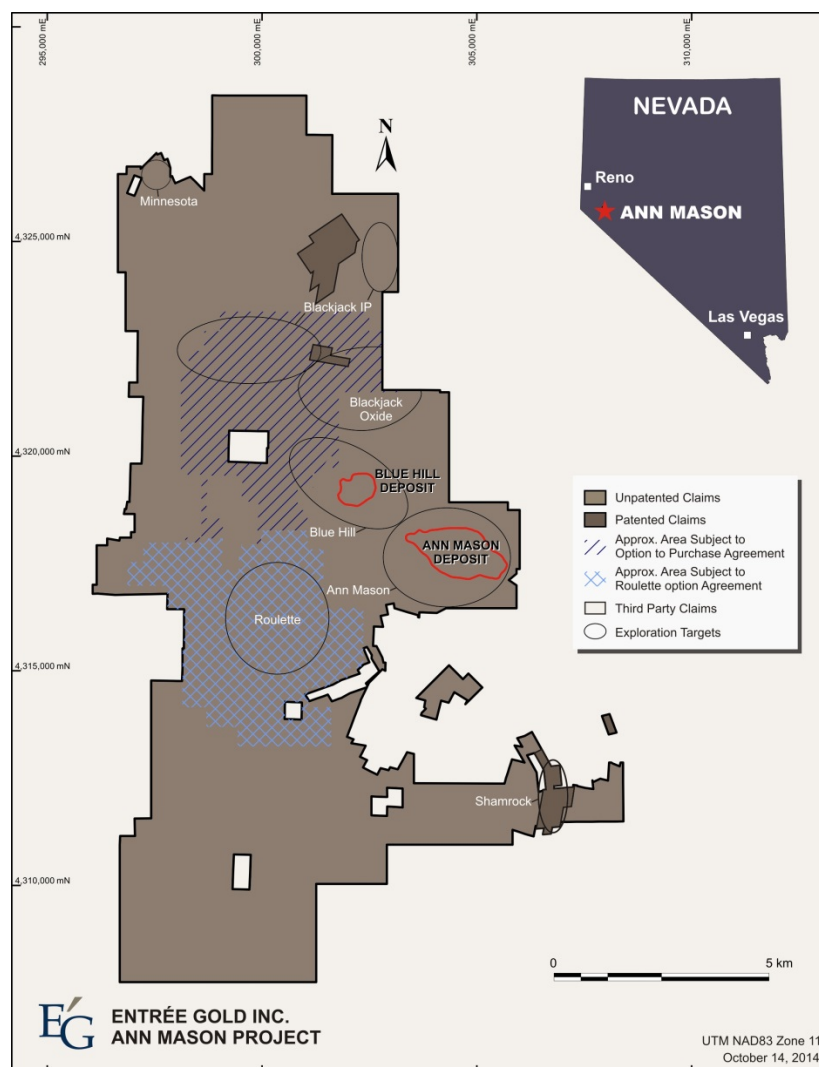 295,000 mE
300,000 mE
305,000 mE
310,000 mE
N
NEVADA
Reno
ANN MASON
Las Vegas
Minnesota
4,325,000 mN
Blackjack IP
Blackjack
Oxide
4,320,000 mN
BLUE HILL
DEPOSIT
Blue Hill
ANN MASON
DEPOSIT
Ann Mason
Unpatented Claims
Patented Claims
Approx. Area Subject to
Option to Purchase Agreement
Approx. Area Subject to
Roulette option Agreement
Third Party Claims
Exploration Targets
Roulette
4,315,000 mN
Shamrock
4,310,000 mN
0
5 km
EǴ
ENTRÉE GOLD INC.
ANN MASON PROJECT
UTM NAD83 Zone 11
October 14, 2014